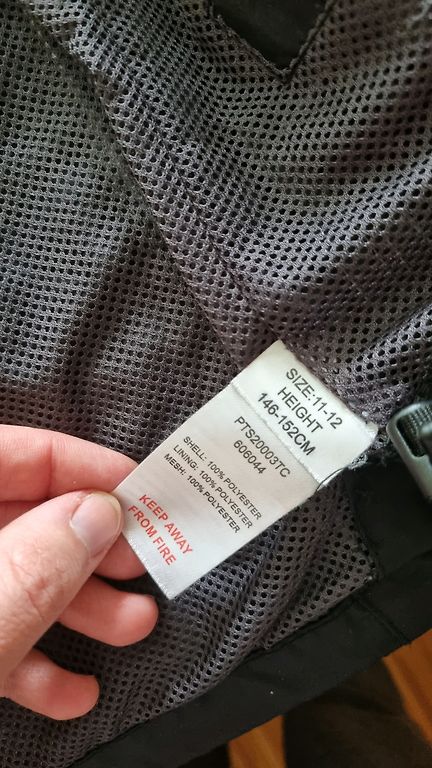 SIZE:11-12
HEIGHT
146-152CM
PTS20003TC
606044
SHELL: 100% POLYESTER
LINING: 100% POLYESTER
MESH: 100% POLYESTER
KEEP AWAY
FROM FIRE